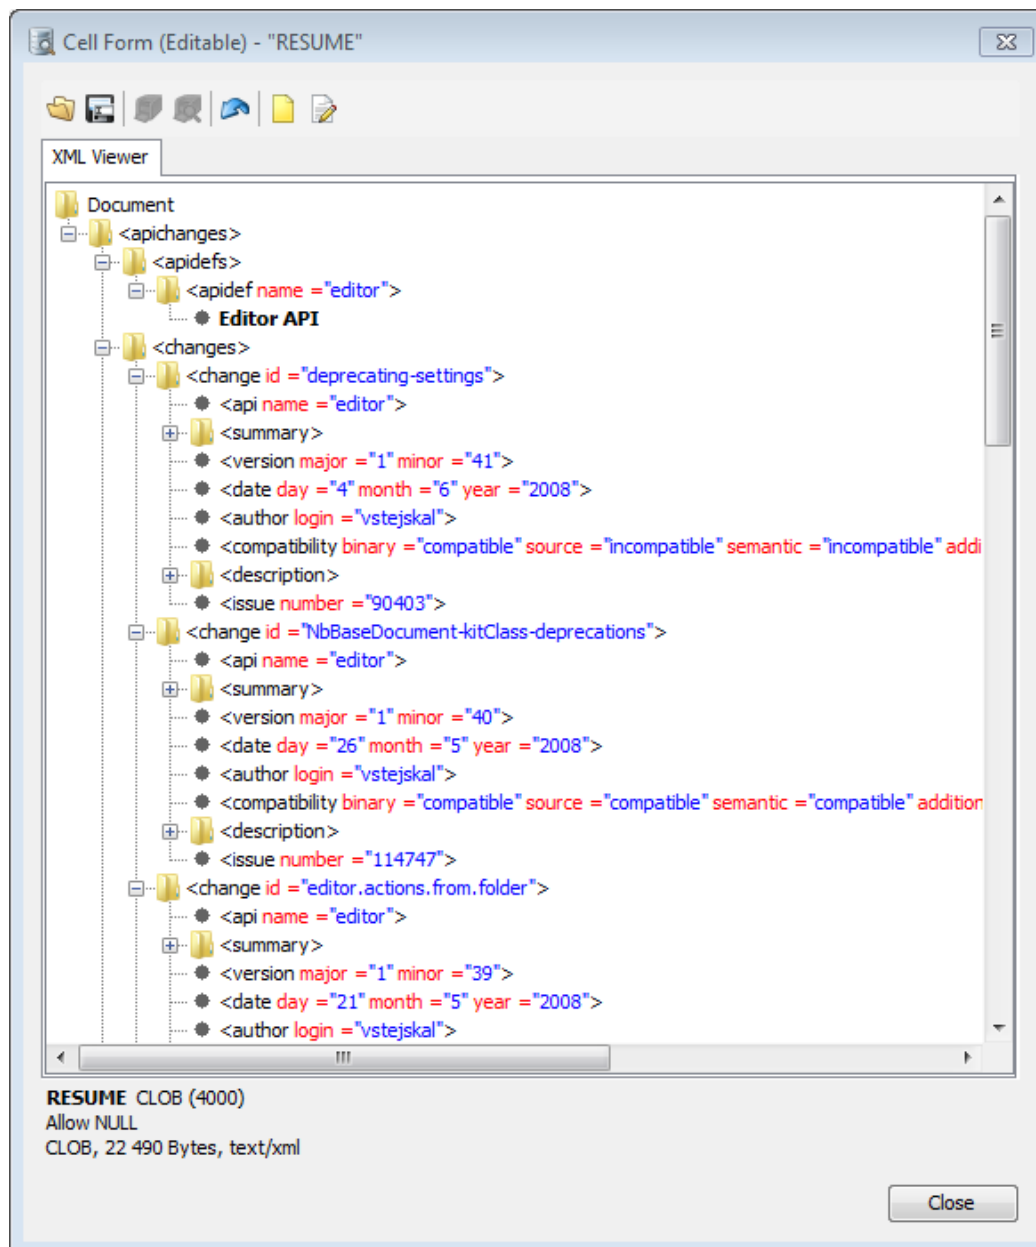 Cell Form (Editable) - "RESUME"
XML Viewer
Document
<apichanges>
<apidefs>
<apidef name ="editor">
Editor API
<changes>
<change id ="deprecating-settings">
<api name ="editor">
<summary>
<version major ="1" minor ="41">
<date day ="4" month ="6" year ="2008">
<author login ="vstejskal">
<compatibility binary ="compatible" source ="incompatible" semantic ="incompatible" addi
<description>
<issue number ="90403">
<change id ="NbBaseDocument-kitClass-deprecations">
<api name ="editor">
<summary>
<version major ="1" minor ="40">
<date day ="26" month ="5" year ="2008">
<author login ="vstejskal">
<compatibility binary ="compatible" source ="compatible" semantic ="compatible" addition
<description>
<issue number ="114747">
<change id ="editor.actions.from.folder">
<api name ="editor">
<summary>
<version major ="1" minor ="39">
<date day ="21" month ="5" year ="2008">
<author login ="vstejskal">
RESUME CLOB (4000)
Allow NULL
CLOB, 22 490 Bytes, text/xml
Close